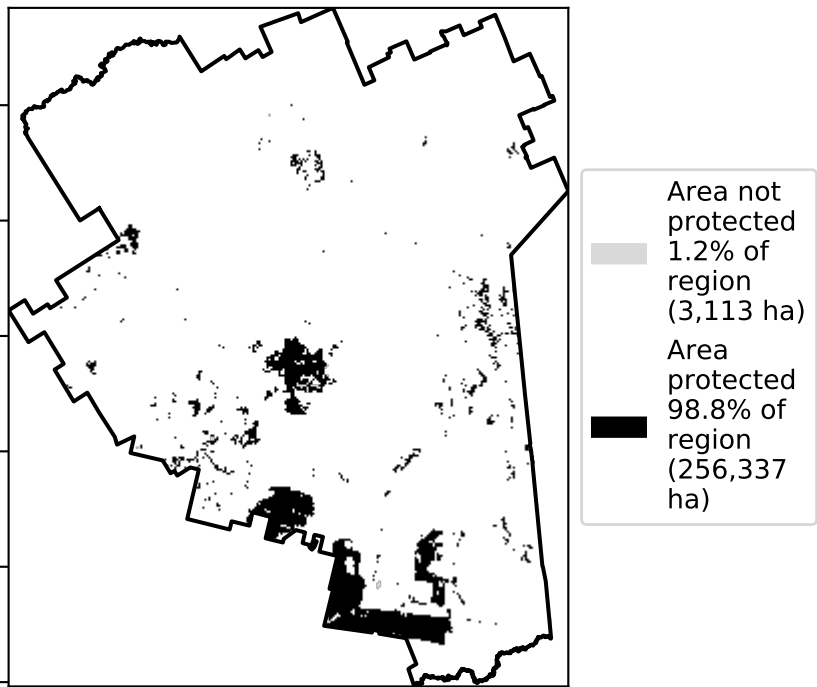 Area not
protected
1.2% of
region
(3,113 ha)
Area
protected
98.8% of
region
(256,337
ha)